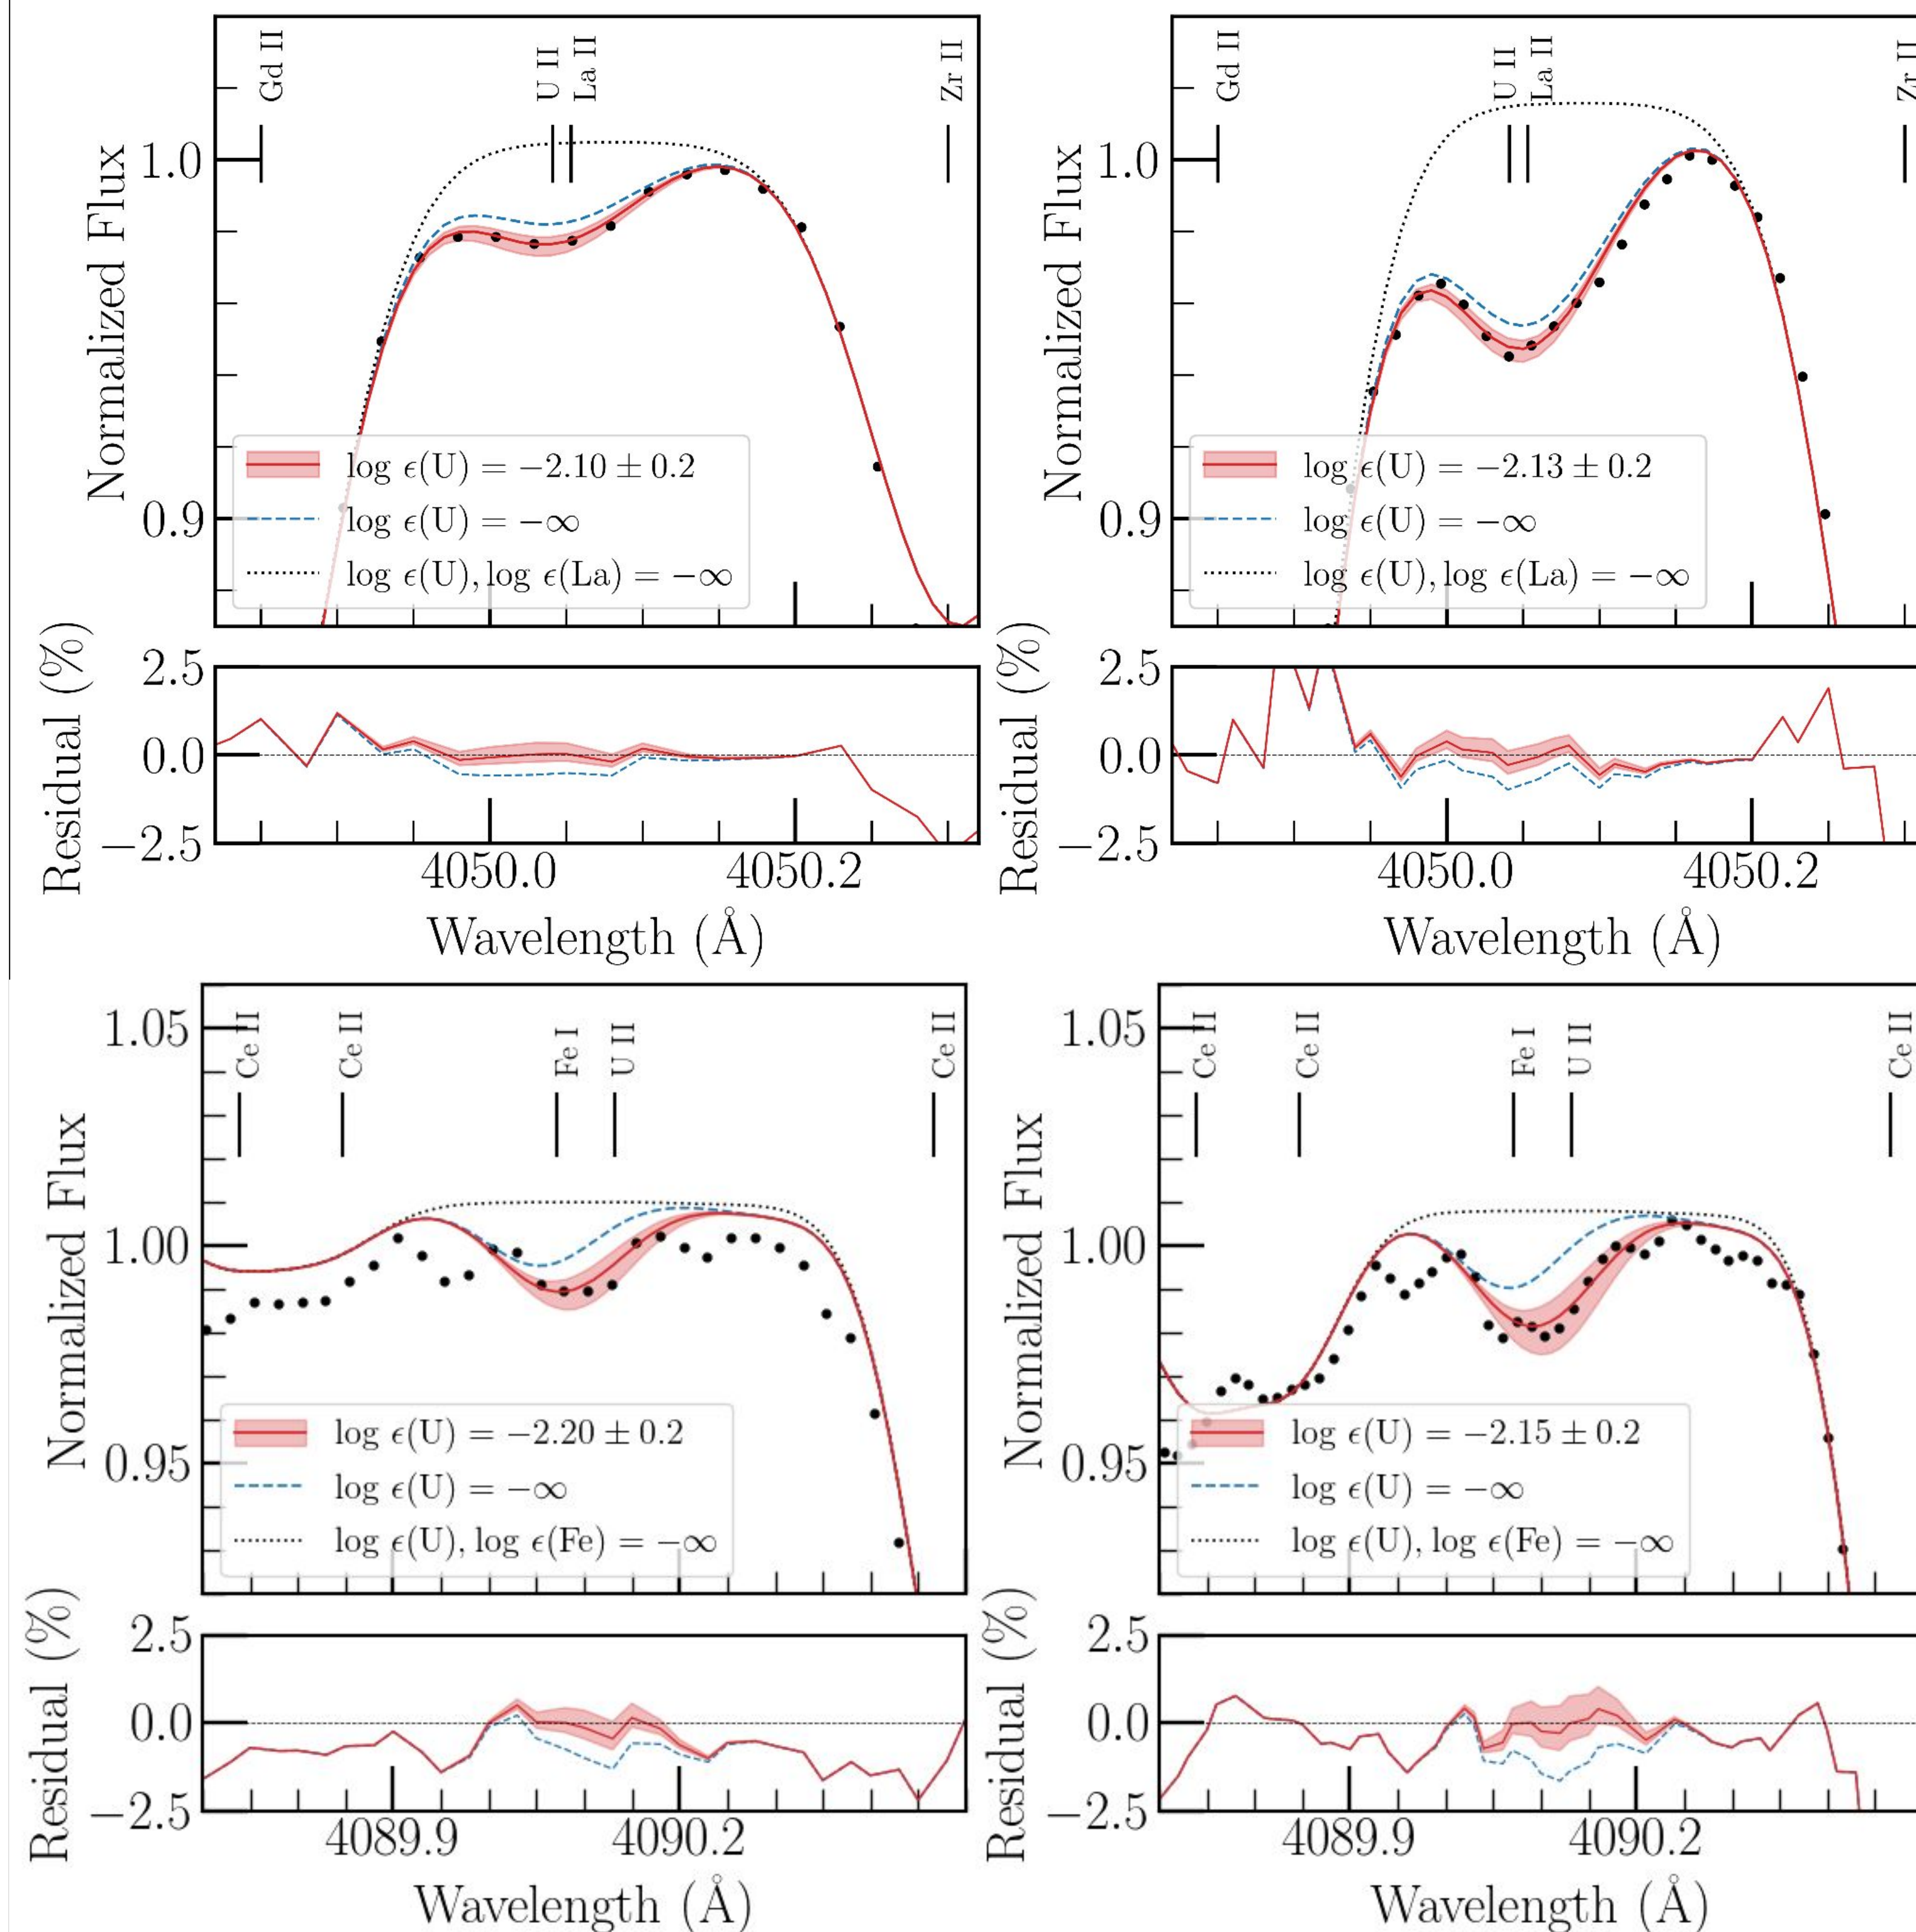 Gd II
U II
La II
Zr II
Normalized Flux
1.0
0.9
log ϵ(U) = −2.10 ± 0.2
log ϵ(U) = −∞
log ϵ(U), log ϵ(La) = −∞
Residual (%)
2.5
0.0
−2.5
4050.0
4050.2
Wavelength (Å)
Gd II
U II
La II
Zr II
Normalized Flux
1.0
0.9
log ϵ(U) = −2.13 ± 0.2
log ϵ(U) = −∞
log ϵ(U), log ϵ(La) = −∞
Residual (%)
2.5
0.0
−2.5
4050.0
4050.2
Wavelength (Å)
Ce II
Ce II
Fe I
U II
Ce II
Normalized Flux
1.05
1.00
0.95
log ϵ(U) = −2.20 ± 0.2
log ϵ(U) = −∞
log ϵ(U), log ϵ(Fe) = −∞
Residual (%)
2.5
0.0
−2.5
4089.9
4090.2
Wavelength (Å)
Ce II
Ce II
Fe I
U II
Ce II
Normalized Flux
1.05
1.00
0.95
log ϵ(U) = −2.15 ± 0.2
log ϵ(U) = −∞
log ϵ(U), log ϵ(Fe) = −∞
Residual (%)
2.5
0.0
−2.5
4089.9
4090.2
Wavelength (Å)